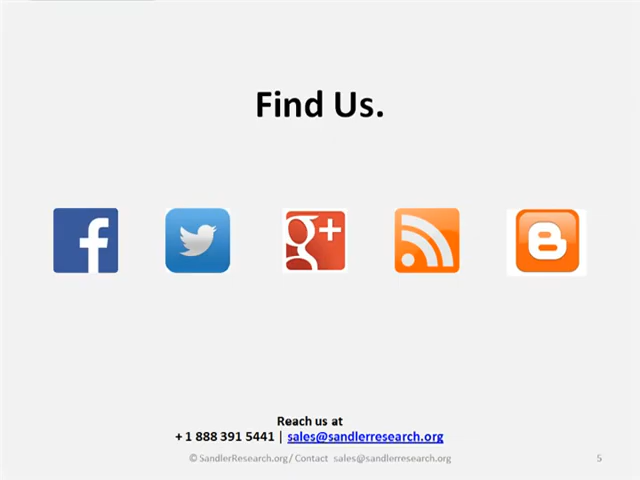 Find Us.
f
g+
B
Reach us at
+ 1 888 391 5441 | sales@sandlerresearch.org
© SandlerResearch.org/ Contact sales@sandlerresearch.org
5